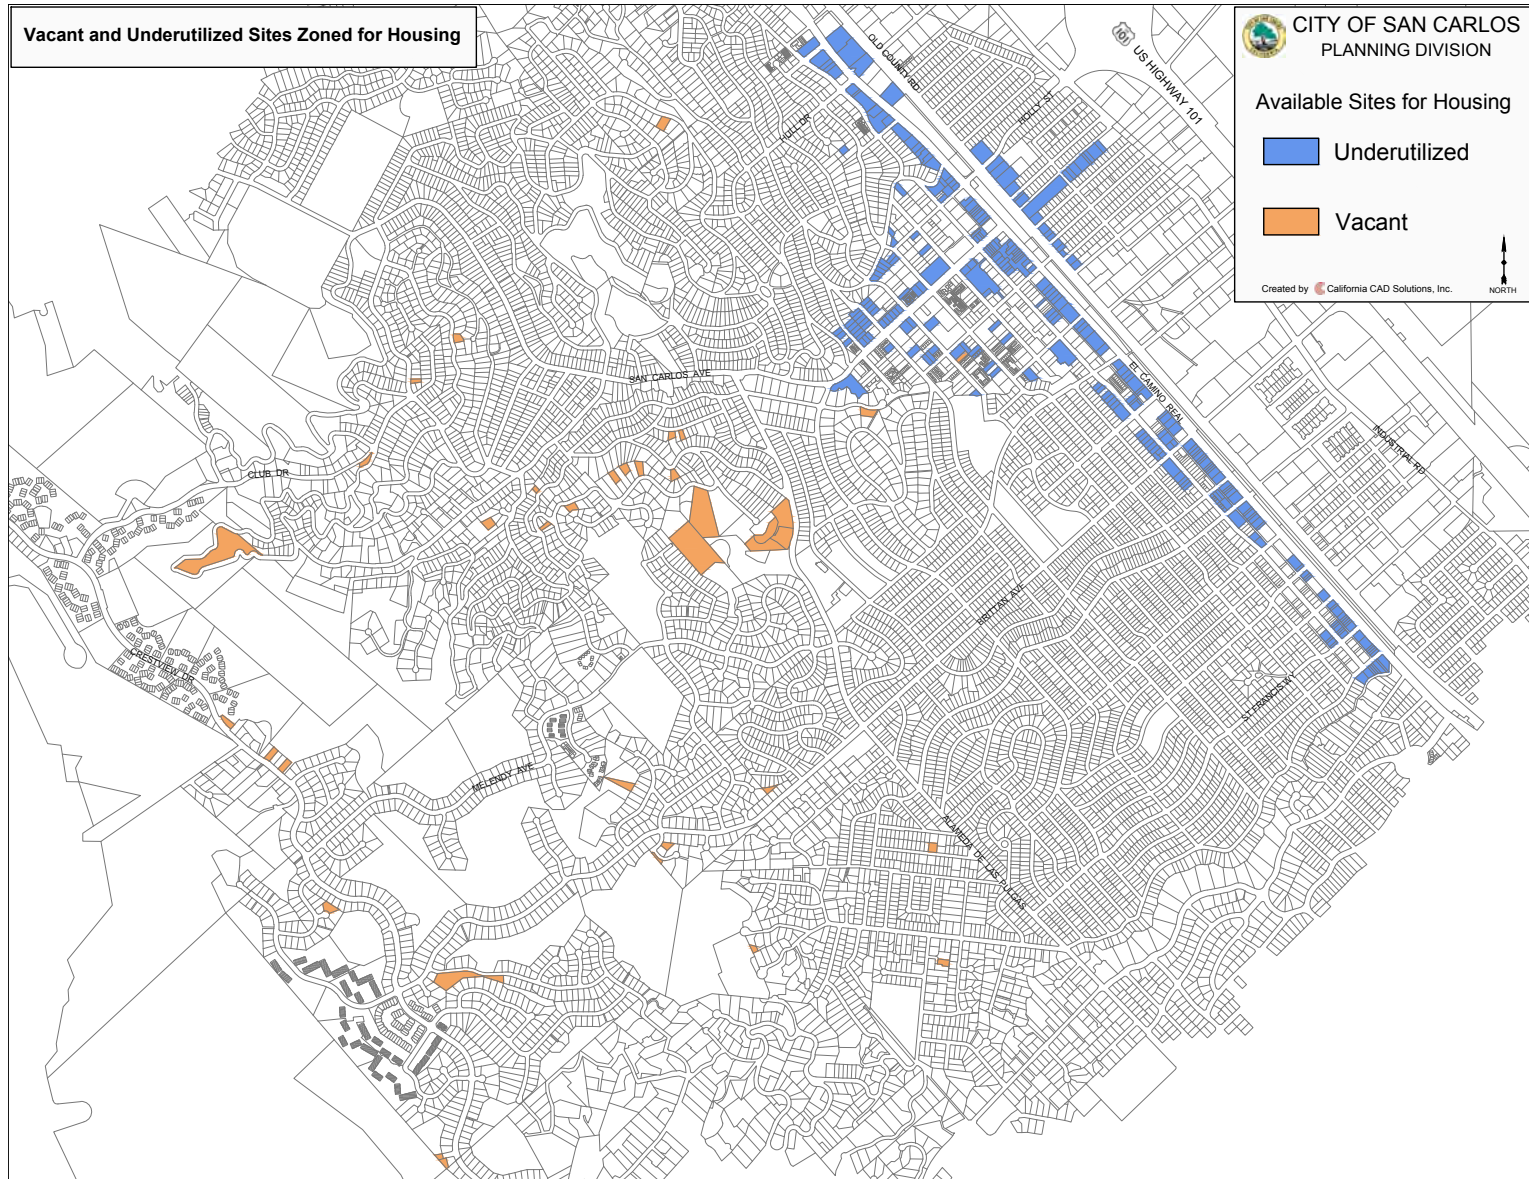 Vacant and Underutilized Sites Zoned for Housing
CITY OF SAN CARLOS
PLANNING DIVISION
Available Sites for Housing
Underutilized
Vacant
Created by California CAD Solutions, Inc.
NORTH
101
US HIGHWAY 101
OLD COUNTY RD
HOLLY ST
HULL DR
SAN CARLOS AVE
EL CAMINO REAL
INDUSTRIAL RD
CLUB DR
BRITTAN AVE
CRESTVIEW DR
ST FRANCIS WY
MELENDY AVE
ALAMEDA DE LAS PULGAS